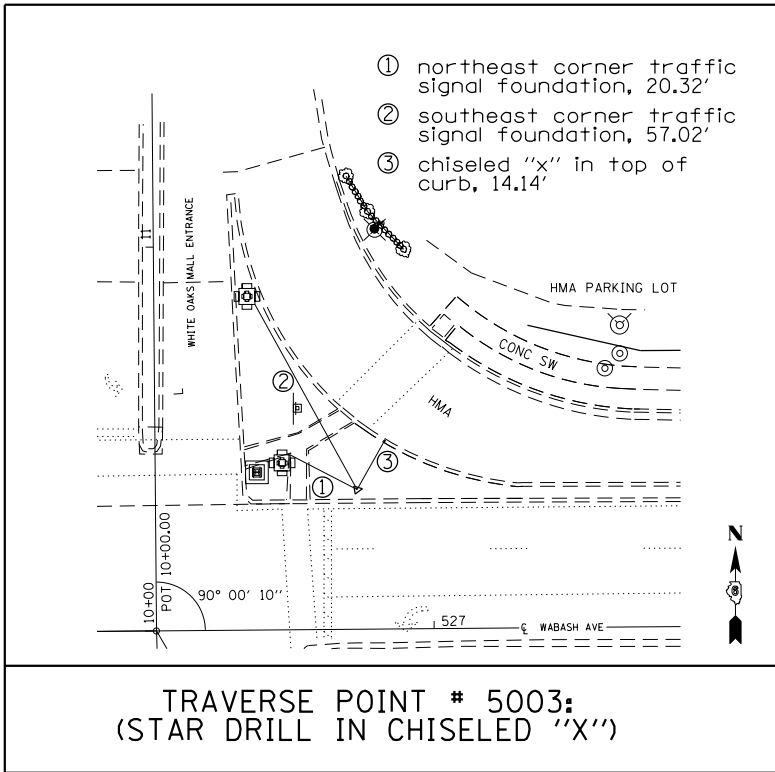 ① northeast corner traffic
signal foundation, 20.32'
② southeast corner traffic
signal foundation, 57.02'
③ chiseled "x" in top of
curb, 14.14'
11
WHITE OAKS MALL ENTRANCE
HMA PARKING LOT
CONC SW
HMA
②
③
①
10+00
POT 10+00.00
90° 00' 10"
527
℄ WABASH AVE
N
TRAVERSE POINT # 5003:
(STAR DRILL IN CHISELED "X")